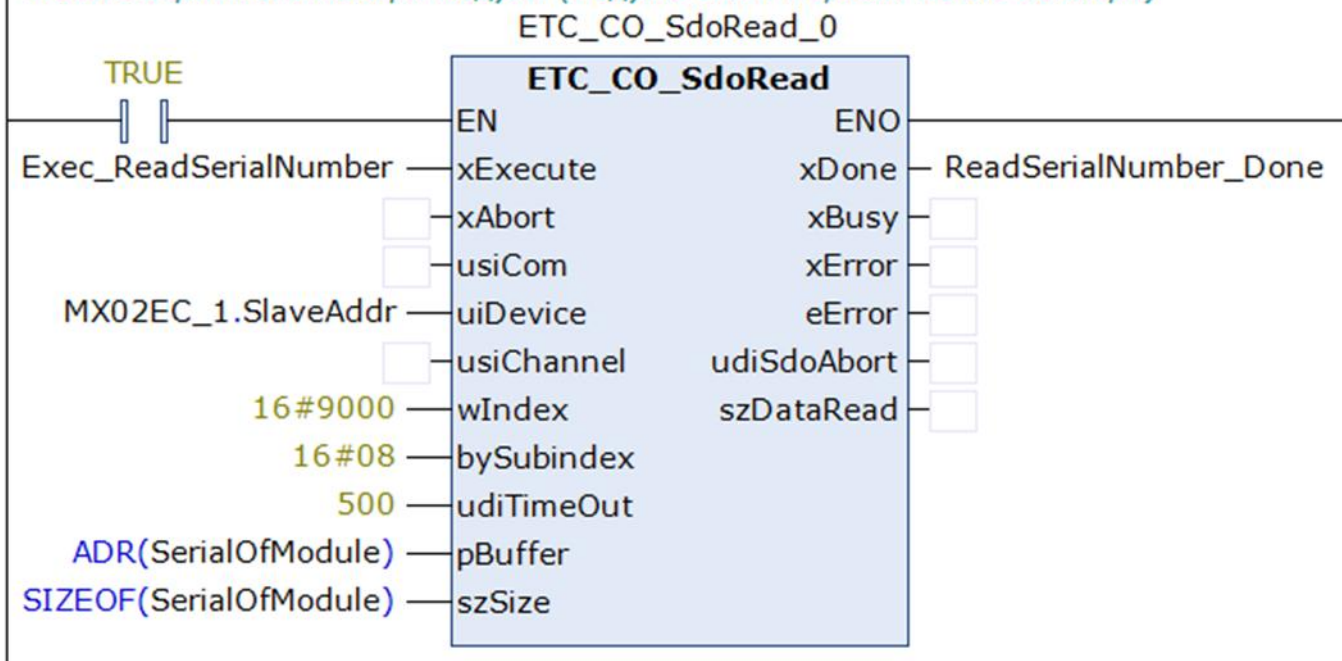 ETC_CO_SdoRead_0
TRUE
ETC_CO_SdoRead
EN ENO
Exec_ReadSerialNumber xExecute xDone ReadSerialNumber_Done
xAbort xBusy
usiCom xError
MX02EC_1.SlaveAddr uiDevice eError
usiChannel udiSdoAbort
16#9000 wIndex szDataRead
16#08 bySubindex
500 udiTimeOut
ADR(SerialOfModule) pBuffer
SIZEOF(SerialOfModule) szSize